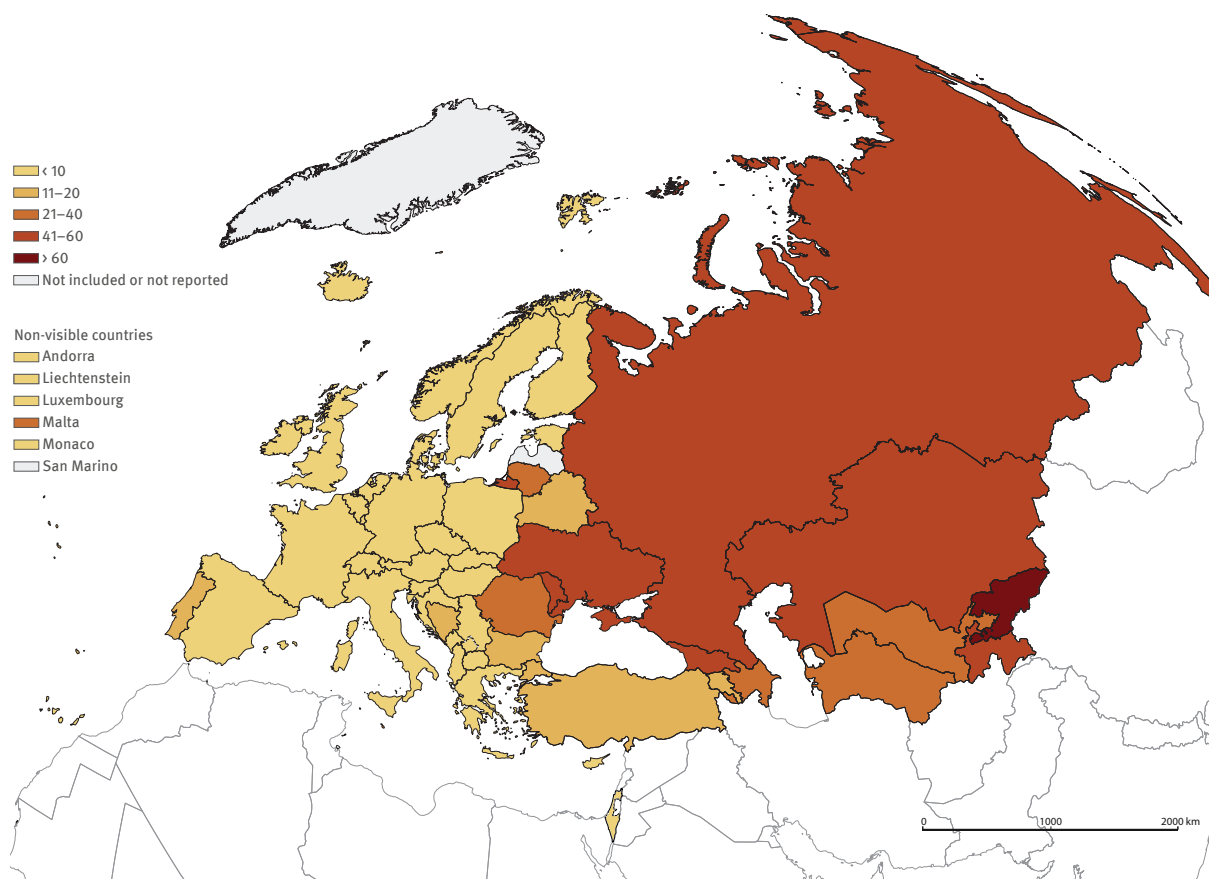 ‹ 10
11–20
21–40
41–60
› 60
Not included or not reported
Non-visible countries
Andorra
Liechtenstein
Luxembourg
Malta
Monaco
San Marino
0 1000 2000 km